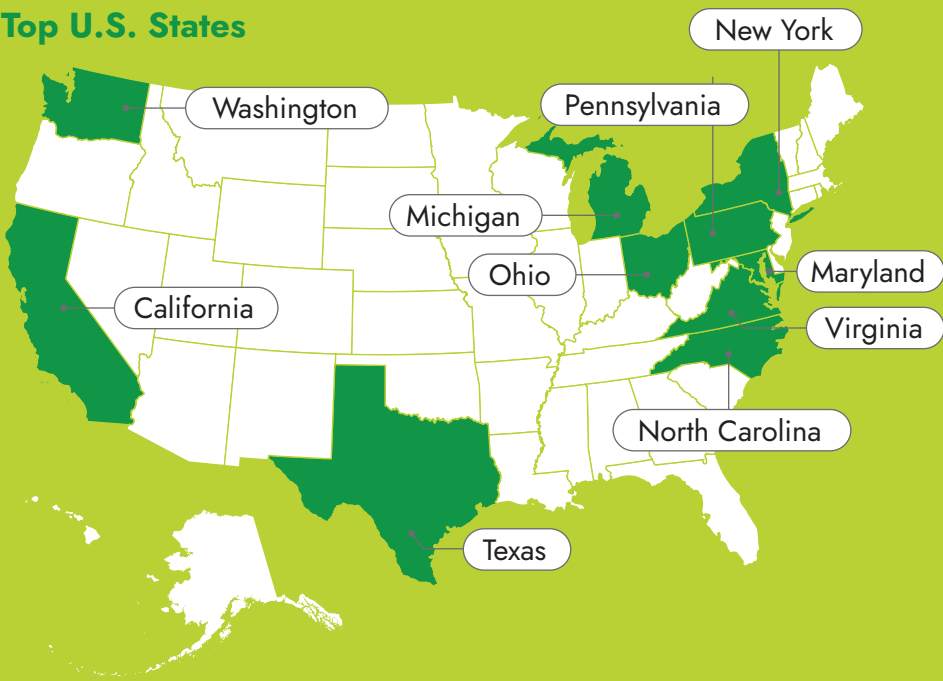 Top U.S. States
New York
Washington
Pennsylvania
Michigan
Ohio
Maryland
California
Virginia
North Carolina
Texas